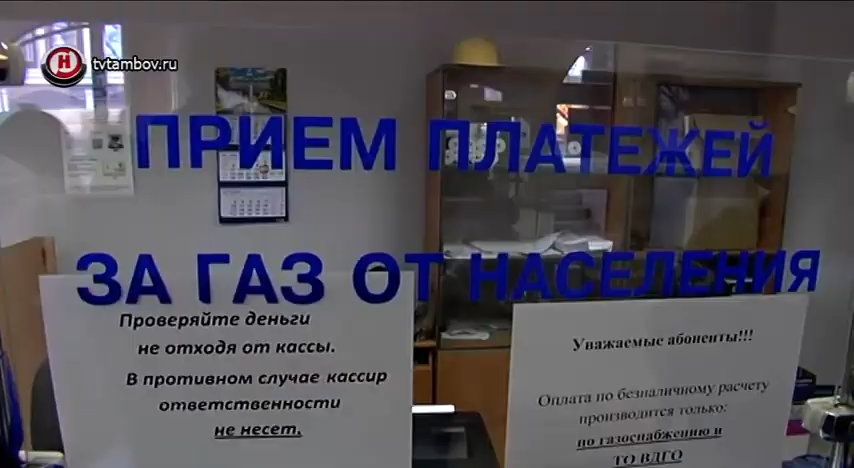 Н tvtambov.ru
ПРИЕМ ПЛАТЕЖЕЙ
ЗА ГАЗ ОТ НАСЕЛЕНИЯ
Проверяйте деньги
не отходя от кассы.
В противном случае кассир
ответственности
не несет.
Уважаемые абоненты!!!
Оплата по безналичному расчету
производится только:
по газоснабжению и
ТО ВДГО